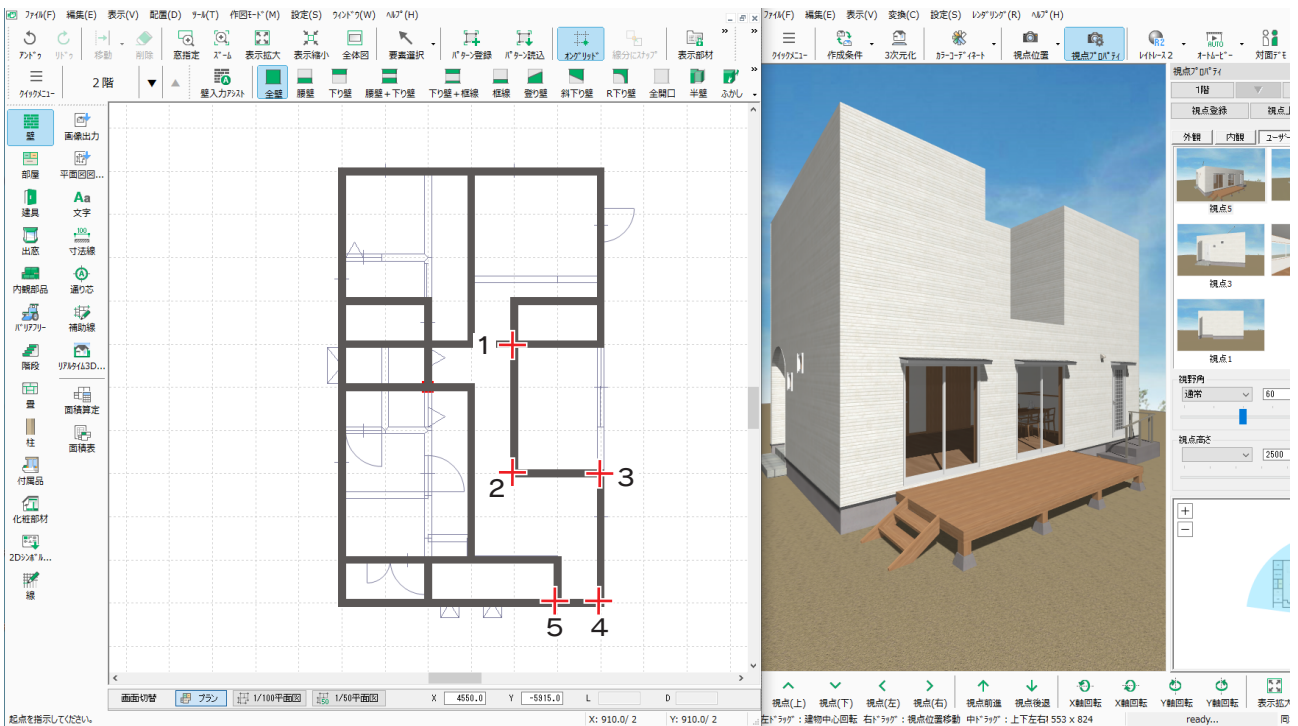 ﾌｧｲﾙ(F) 編集(E) 表示(V) 配置(D) ﾂｰﾙ(T) 作図ﾓｰﾄﾞ(M) 設定(S) ｳｨﾝﾄﾞｳ(W) ﾍﾙﾌﾟ(H)
ｱﾝﾄﾞｩ ﾘﾄﾞｩ 移動 削除 窓指定 ｽﾞｰﾑ 表示拡大 表示縮小 全体図 要素選択 ﾊﾟﾀｰﾝ登録 ﾊﾟﾀｰﾝ読込 ｵﾝｸﾞﾘｯﾄﾞ 線分にｽﾅｯﾌﾟ 表示部材
ｸｲｯｸﾒﾆｭｰ 2階 壁入力ｱｼｽﾄ 全壁 腰壁 下り壁 腰壁+下り壁 下り壁+框線 框線 登り壁 斜下り壁 R下り壁 全開口 半壁 ふかし
壁 画像出力
部屋 平面図図...
建具 Aa 文字
出窓 寸法線
内観部品 通り芯
ﾊﾞﾘｱﾌﾘｰ 補助線
階段 ﾘｱﾙﾀｲﾑ3D...
畳 面積算定
柱 面積表
付属品
化粧部材
2Dｼﾝﾎﾞﾙ...
線
1
2
3
5 4
画面切替 プラン 1/100平面図 1/50平面図 X 4550.0 Y -5915.0 L D
起点を指示してください。 X: 910.0/ 2 Y: 910.0/ 2
ﾌｧｲﾙ(F) 編集(E) 表示(V) 変換(C) 設定(S) ﾚﾝﾀﾞﾘﾝｸﾞ(R) ﾍﾙﾌﾟ(H)
ｸｲｯｸﾒﾆｭｰ 作成条件 3次元化 ｶﾗｰｺｰﾃﾞｨﾈｰﾄ 視点位置 視点ﾌﾟﾛﾊﾟﾃｨ ﾚｲﾄﾚｰｽ2 ｵｰﾄﾑｰﾋﾞｰ 対面ﾃﾞﾓ
視点ﾌﾟﾛﾊﾟﾃｨ
1階
視点登録
外観 内観 ﾕｰｻﾞｰ
視点5
視点3
視点1
視野角
通常 60
視点高さ
2500
視点(上) 視点(下) 視点(左) 視点(右) 視点前進 視点後退 X軸回転 X軸回転 Y軸回転 Y軸回転 表示拡大
左ﾄﾞﾗｯｸﾞ:建物中心回転 右ﾄﾞﾗｯｸﾞ:視点位置移動 中ﾄﾞﾗｯｸﾞ:上下左右 553 x 824 ready...